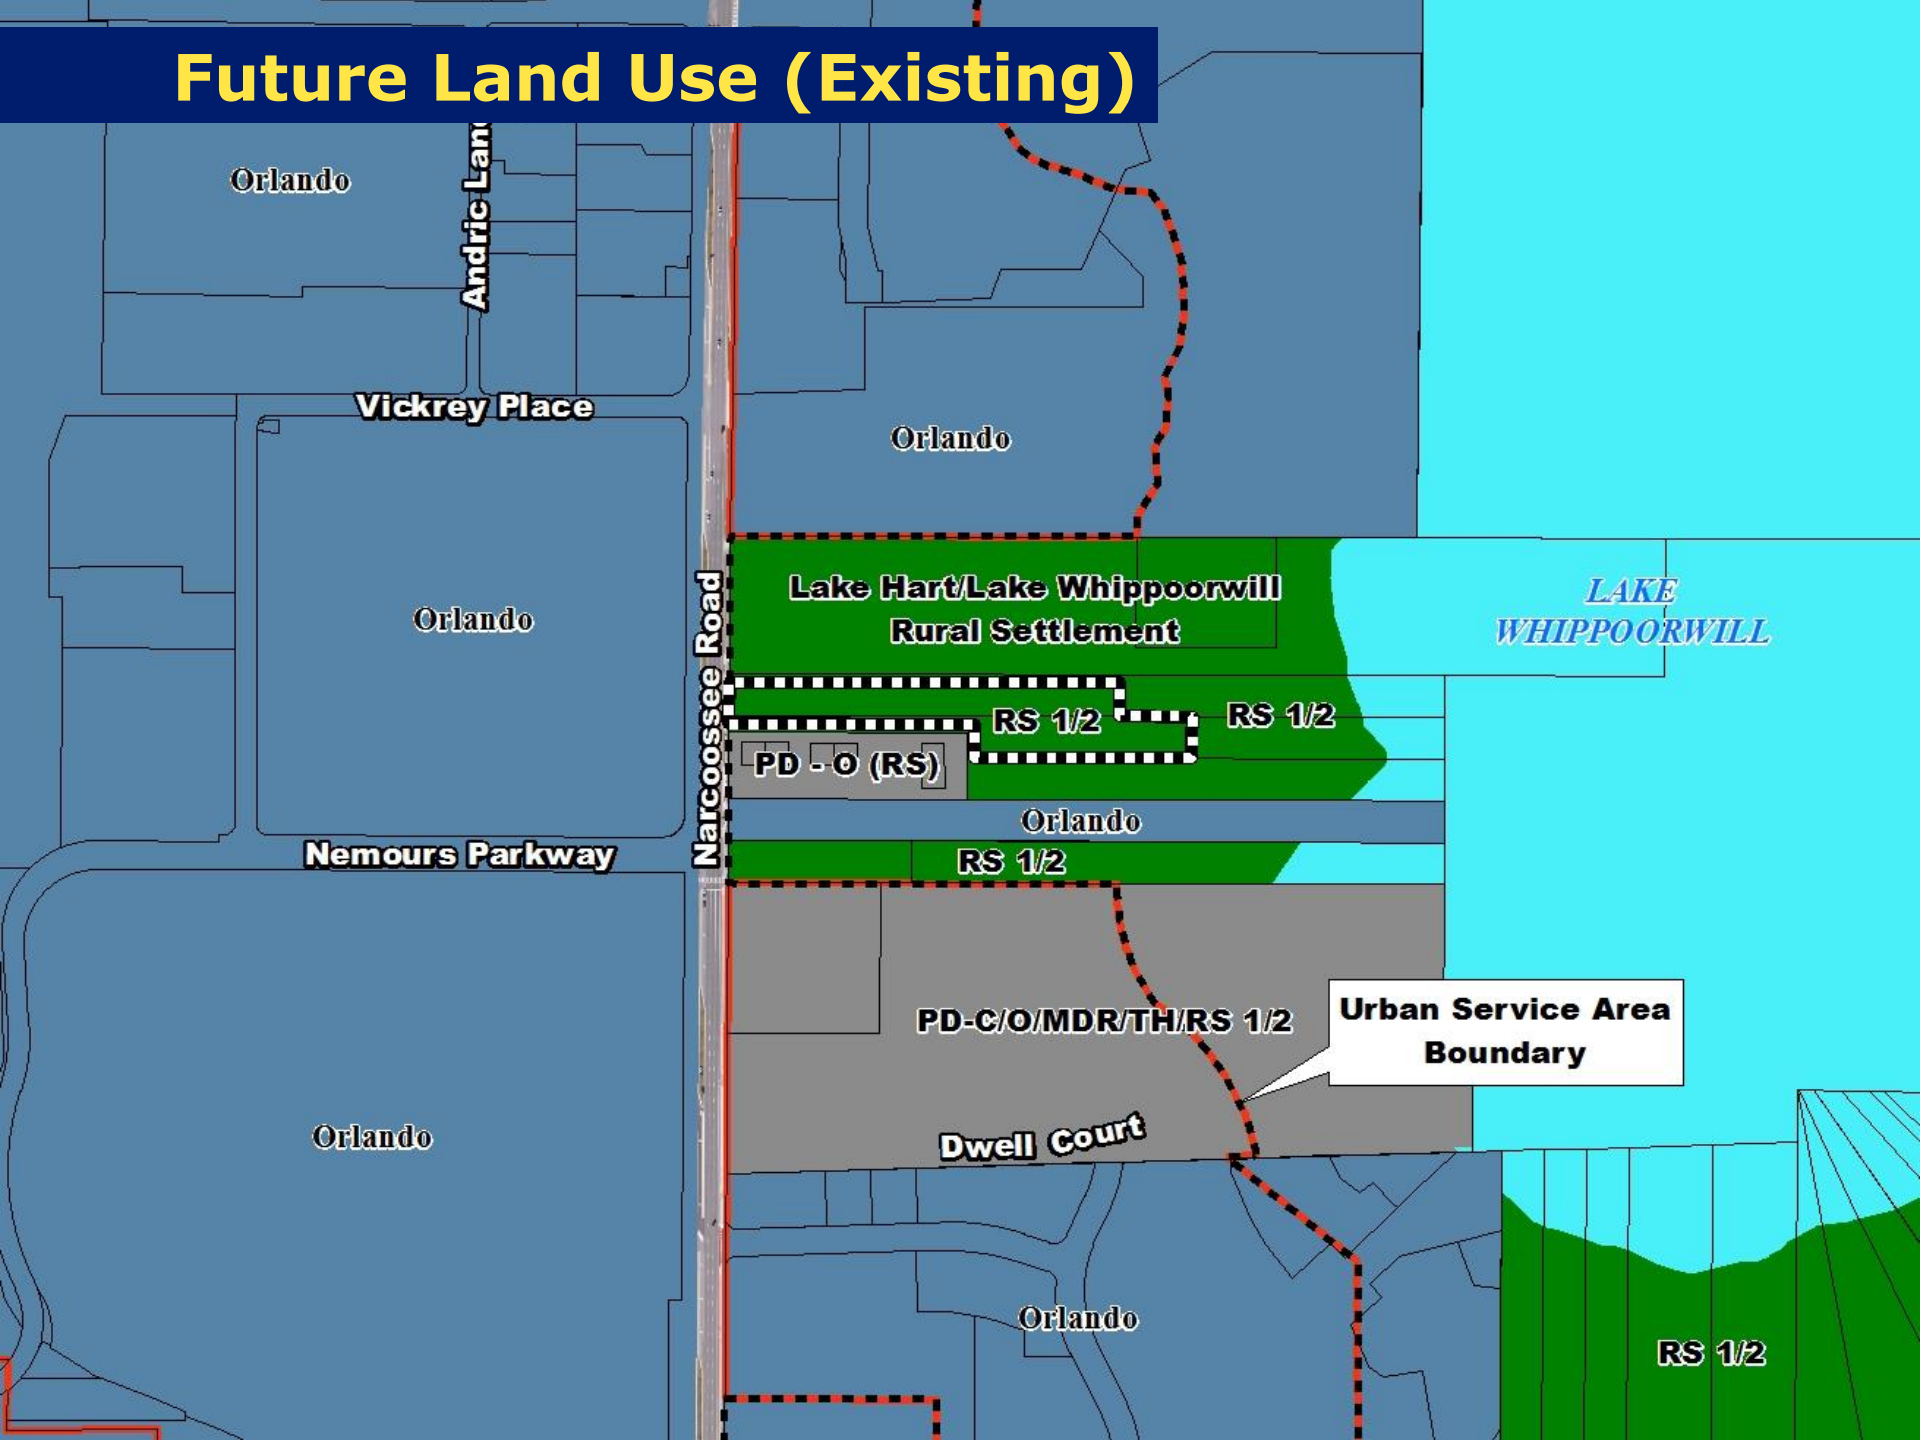 Future Land Use (Existing)
Orlando
Andric Lane
Vickrey Place
Orlando
Orlando
Narcoossee Road
Lake Hart/Lake Whippoorwill
Rural Settlement
LAKE
WHIPPOORWILL
RS 1/2
RS 1/2
PD - O (RS)
Orlando
Nemours Parkway
RS 1/2
PD-C/O/MDR/TH/RS 1/2
Urban Service Area
Boundary
Dwell Court
Orlando
Orlando
RS 1/2